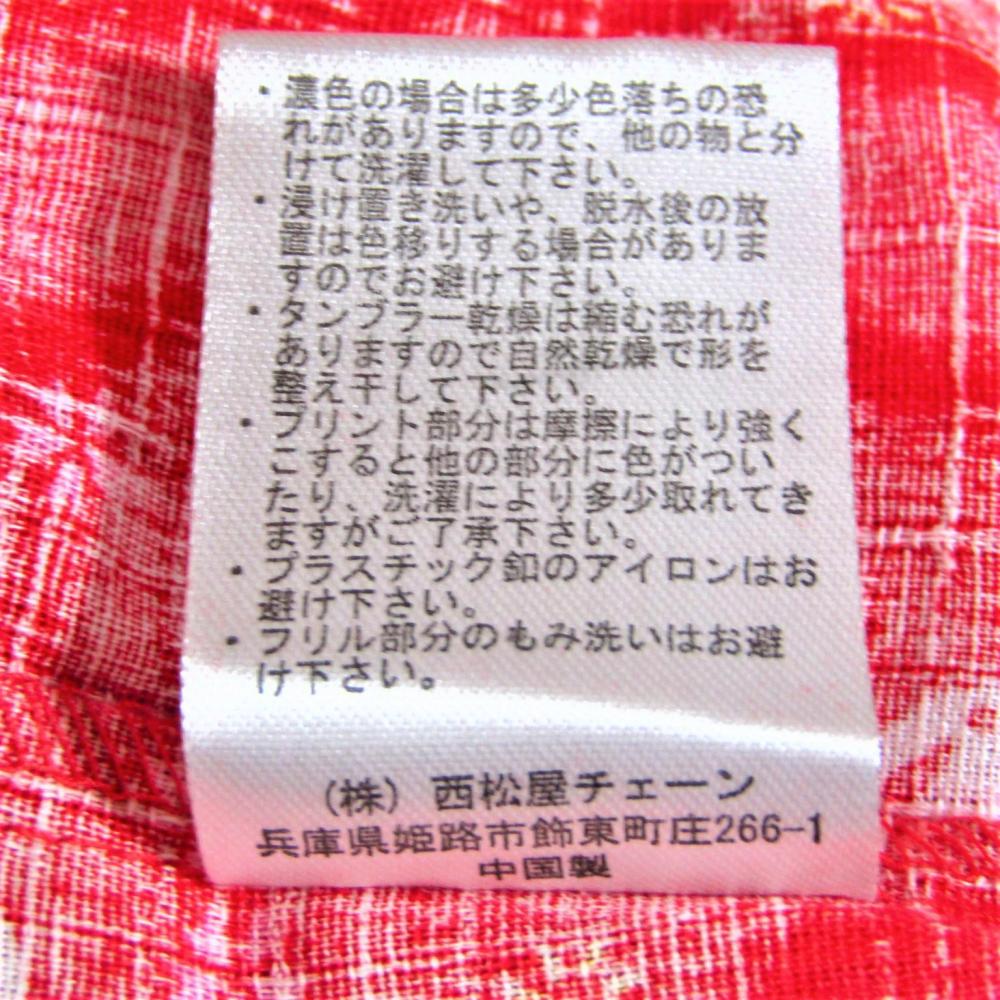 ・濃色の場合は多少色落ちの恐
れがありますので、他の物と分
けて洗濯して下さい。
・浸け置き洗いや、脱水後の放
置は色移りする場合がありま
すのでお避け下さい。
・タンブラー乾燥は縮む恐れが
ありますので自然乾燥で形を
整え干して下さい。
・プリント部分は摩擦により強く
こすると他の部分に色がつい
たり、洗濯により多少取れてき
ますがご了承下さい。
・プラスチック釦のアイロンはお
避け下さい。
・フリル部分のもみ洗いはお避
け下さい。
(株)西松屋チェーン
兵庫県姫路市飾東町庄266-1
中国製